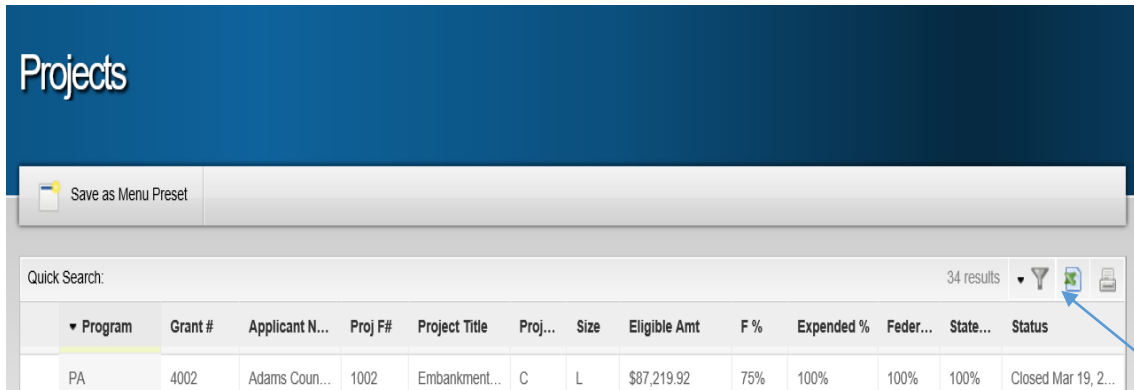 Projects
Save as Menu Preset
Quick Search: 34 results
Program Grant # Applicant N... Proj F# Project Title Proj... Size Eligible Amt F % Expended % Feder... State... Status
PA 4002 Adams Coun... 1002 Embankment... C L $87,219.92 75% 100% 100% 100% Closed Mar 19, 2...